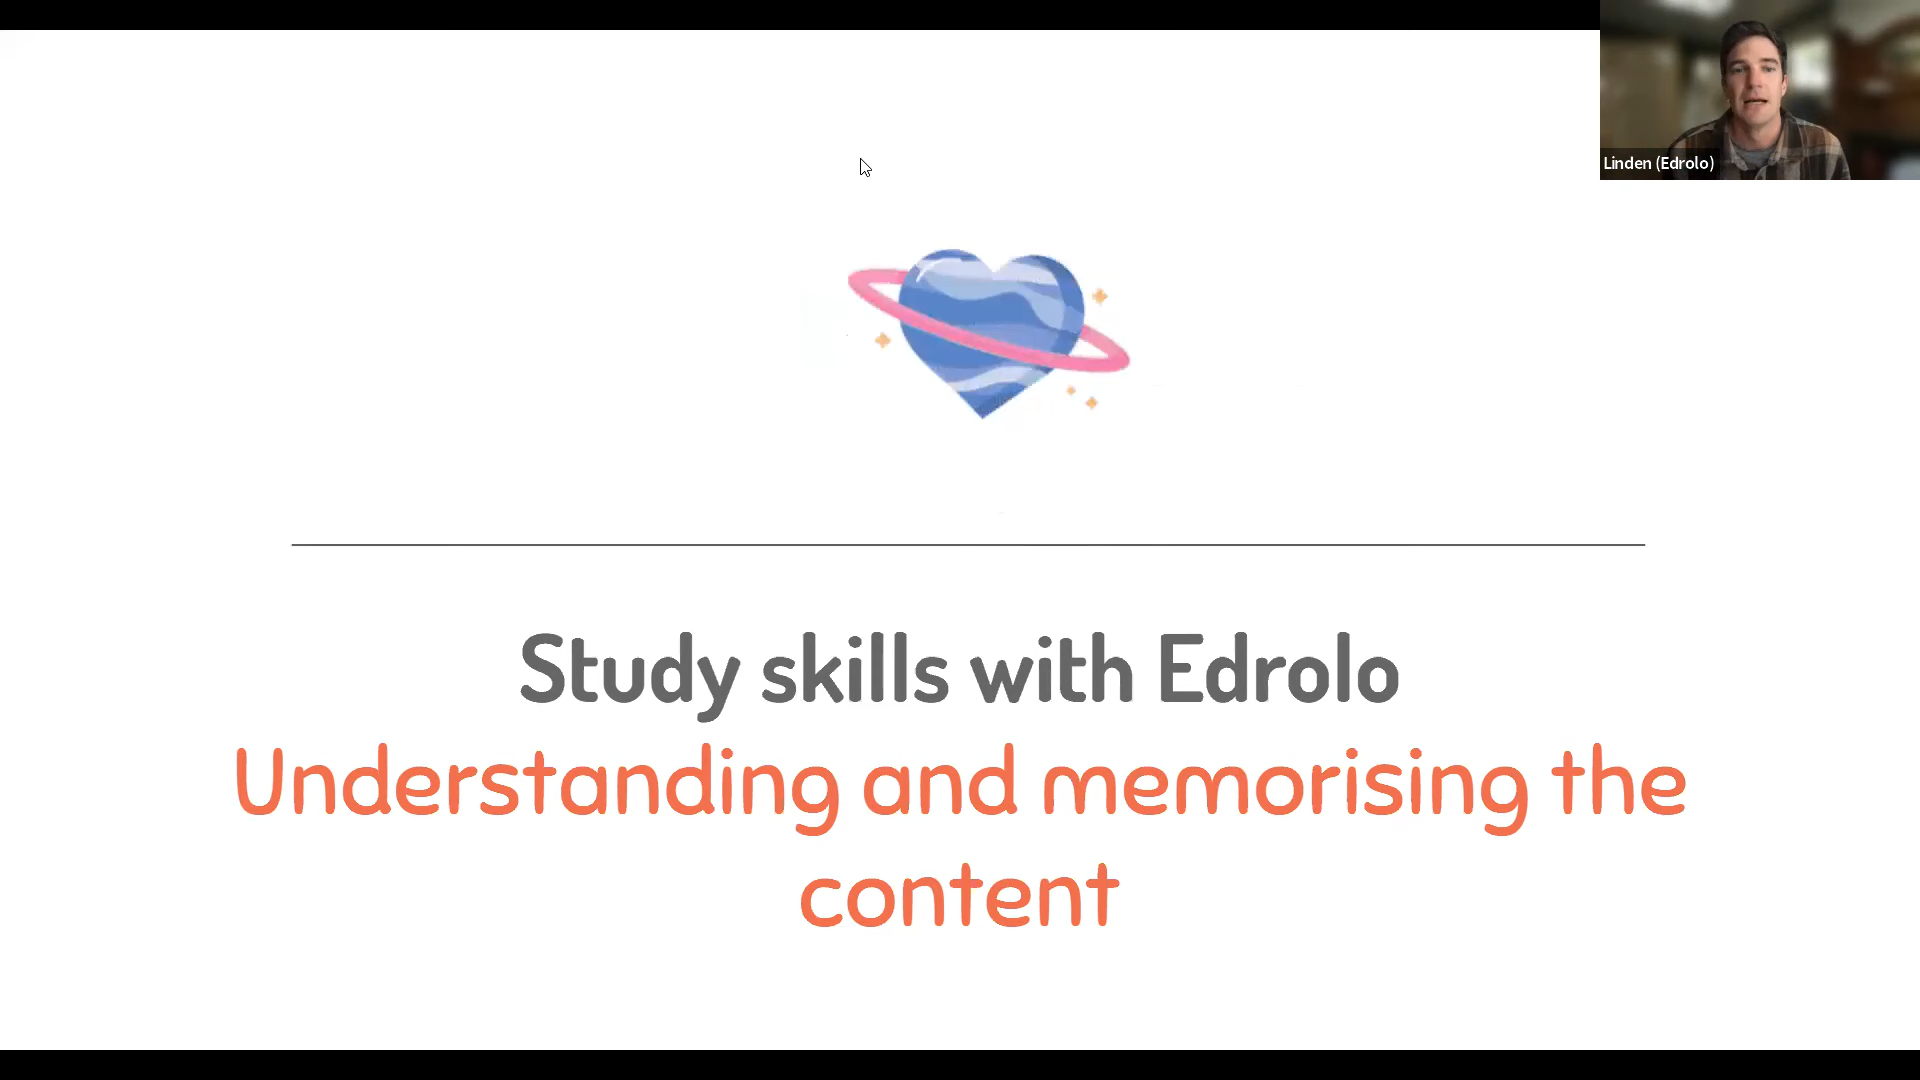 Linden (Edrolo)
Study skills with Edrolo
Understanding and memorising the
content